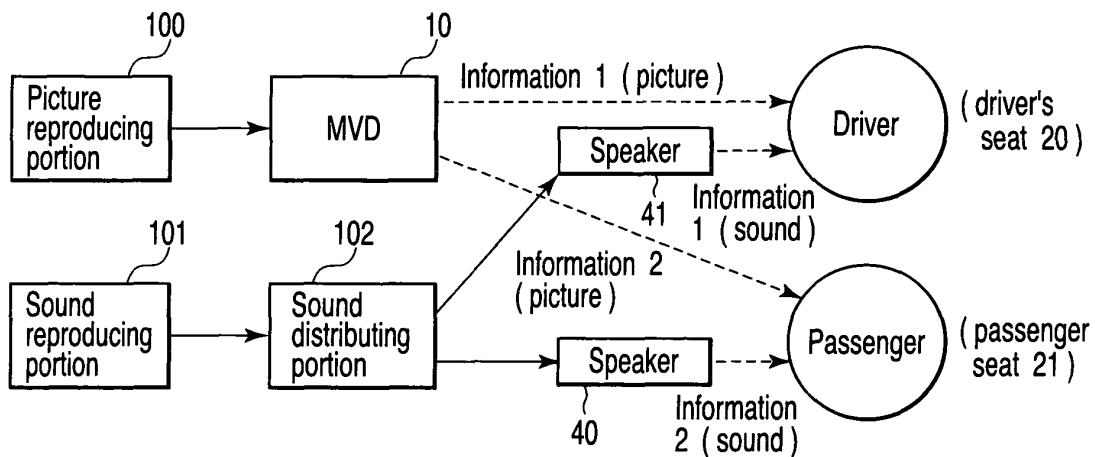 100
10
Picture
reproducing
portion
MVD
Information 1 ( picture )
Driver
( driver's
seat 20 )
Speaker
41
Information
1 ( sound )
101
102
Information 2
( picture )
Sound
reproducing
portion
Sound
distributing
portion
Speaker
40
Information
2 ( sound )
Passenger
( passenger
seat 21 )